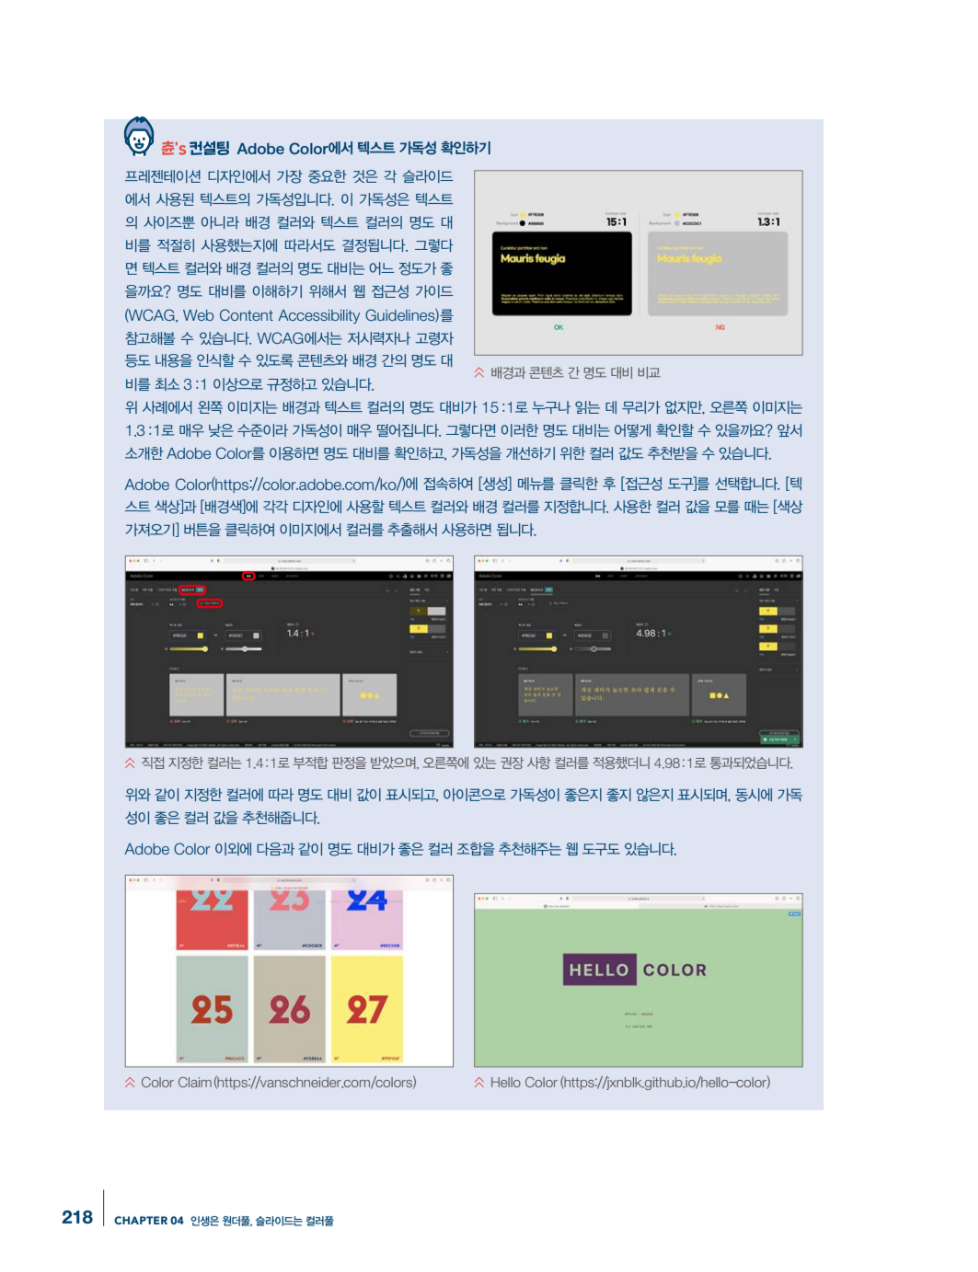 츈's 컨설팅 Adobe Color에서 텍스트 가독성 확인하기
프레젠테이션 디자인에서 가장 중요한 것은 각 슬라이드
에서 사용된 텍스트의 가독성입니다. 이 가독성은 텍스트
의 사이즈뿐 아니라 배경 컬러와 텍스트 컬러의 명도 대
비를 적절히 사용했는지에 따라서도 결정됩니다. 그렇다
면 텍스트 컬러와 배경 컬러의 명도 대비는 어느 정도가 좋
을까요? 명도 대비를 이해하기 위해서 웹 접근성 가이드
(WCAG, Web Content Accessibility Guidelines)를
참고해볼 수 있습니다. WCAG에서는 저시력자나 고령자
등도 내용을 인식할 수 있도록 콘텐츠와 배경 간의 명도 대
비를 최소 3:1 이상으로 규정하고 있습니다.
15:1
1.3:1
Mauris feugia
Mauris feugia
OK
NG
배경과 콘텐츠 간 명도 대비 비교
위 사례에서 왼쪽 이미지는 배경과 텍스트 컬러의 명도 대비가 15:1로 누구나 읽는 데 무리가 없지만, 오른쪽 이미지는
1.3:1로 매우 낮은 수준이라 가독성이 매우 떨어집니다. 그렇다면 이러한 명도 대비는 어떻게 확인할 수 있을까요? 앞서
소개한 Adobe Color를 이용하면 명도 대비를 확인하고, 가독성을 개선하기 위한 컬러 값도 추천받을 수 있습니다.
Adobe Color(https://color.adobe.com/ko/)에 접속하여 [생성] 메뉴를 클릭한 후 [접근성 도구]를 선택합니다. [텍
스트 색상]과 [배경색]에 각각 디자인에 사용할 텍스트 컬러와 배경 컬러를 지정합니다. 사용한 컬러 값을 모를 때는 [색상
가져오기] 버튼을 클릭하여 이미지에서 컬러를 추출해서 사용하면 됩니다.
1.4:1
4.98:1
직접 지정한 컬러는 1.4:1로 부적합 판정을 받았으며, 오른쪽에 있는 권장 사항 컬러를 적용했더니 4.98:1로 통과되었습니다.
위와 같이 지정한 컬러에 따라 명도 대비 값이 표시되고, 아이콘으로 가독성이 좋은지 좋지 않은지 표시되며, 동시에 가독
성이 좋은 컬러 값을 추천해줍니다.
Adobe Color 이외에 다음과 같이 명도 대비가 좋은 컬러 조합을 추천해주는 웹 도구도 있습니다.
22 23 24
25 26 27
HELLO COLOR
Color Claim(https://vanschneider.com/colors)
Hello Color(https://jxnblk.github.io/hello-color)
218 CHAPTER 04 인생은 원더풀, 슬라이드는 컬러풀